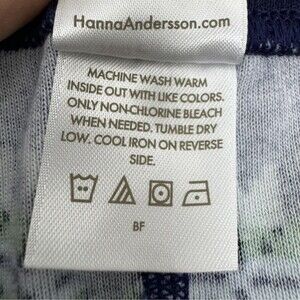 HannaAndersson.com
MACHINE WASH WARM
INSIDE OUT WITH LIKE COLORS.
ONLY NON-CHLORINE BLEACH
WHEN NEEDED. TUMBLE DRY
LOW. COOL IRON ON REVERSE
SIDE.
BF